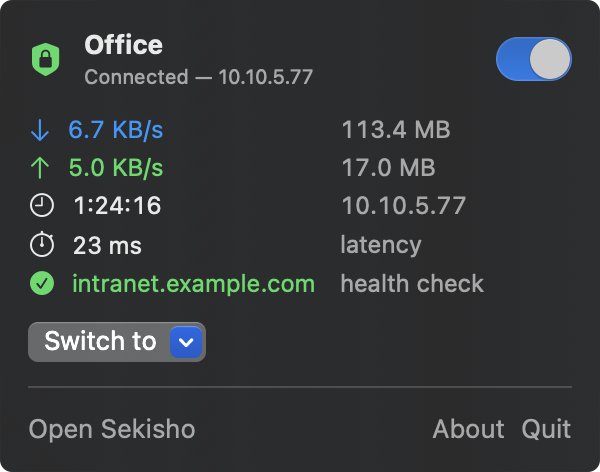 Office
Connected — 10.10.5.77
6.7 KB/s 113.4 MB
5.0 KB/s 17.0 MB
1:24:16 10.10.5.77
23 ms latency
intranet.example.com health check
Switch to
Open Sekisho About Quit